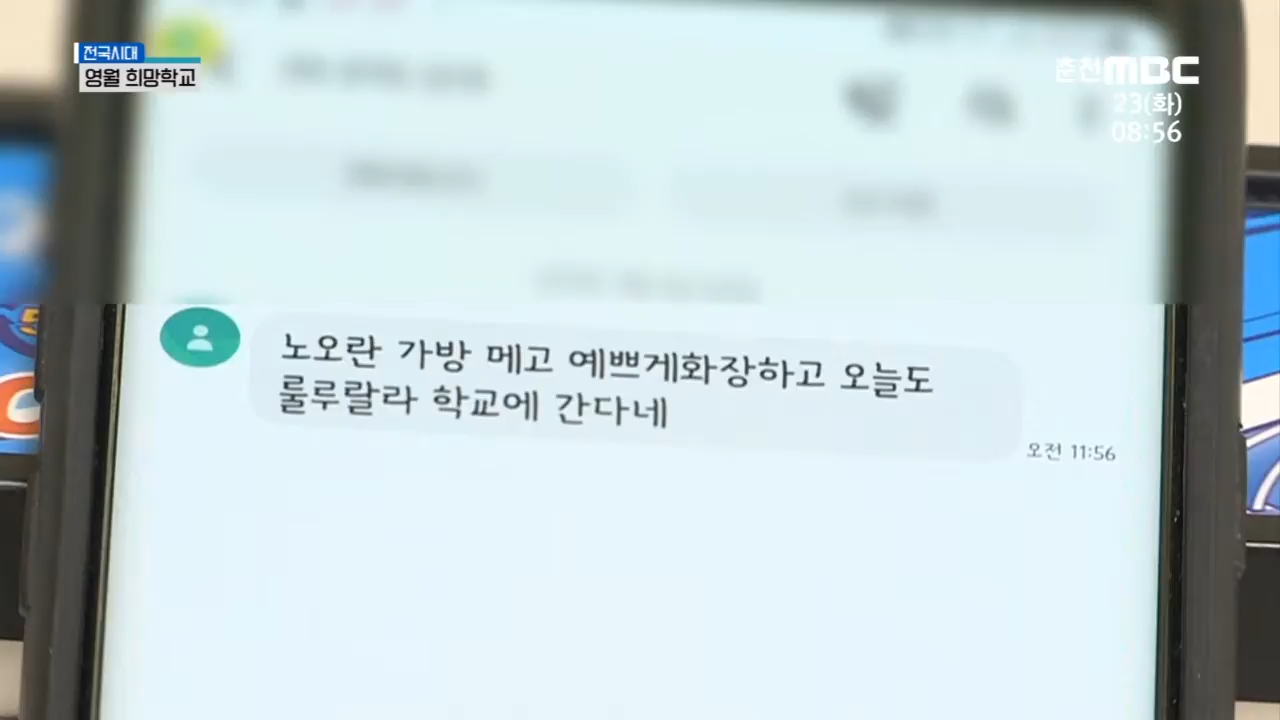 전국시대
영월 희망학교
춘천MBC
23(화)
08:56
노오란 가방 메고 예쁘게화장하고 오늘도
룰루랄라 학교에 간다네
오전 11:56